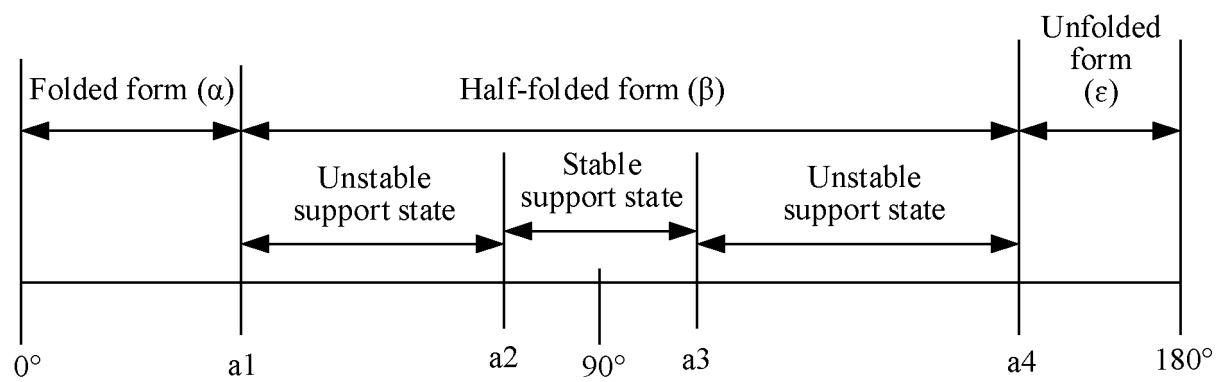 Unfolded
form
(ε)
Folded form (α)
Half-folded form (β)
Unstable
support state
Stable
support state
Unstable
support state
0°
a1
a2
90°
a3
a4
180°